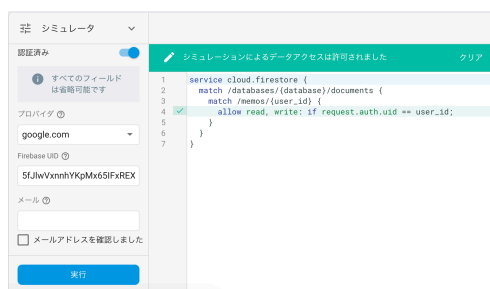 シミュレータ
認証済み
すべてのフィールド
は省略可能です
プロバイダ
google.com
Firebase UID
5fJlwVxnnhYKpMx65IFxREX
メール
メールアドレスを確認しました
実行
シミュレーションによるデータアクセスは許可されました クリア
1 service cloud.firestore {
2 match /databases/{database}/documents {
3 match /memos/{user_id} {
4 allow read, write: if request.auth.uid == user_id;
5 }
6 }
7 }